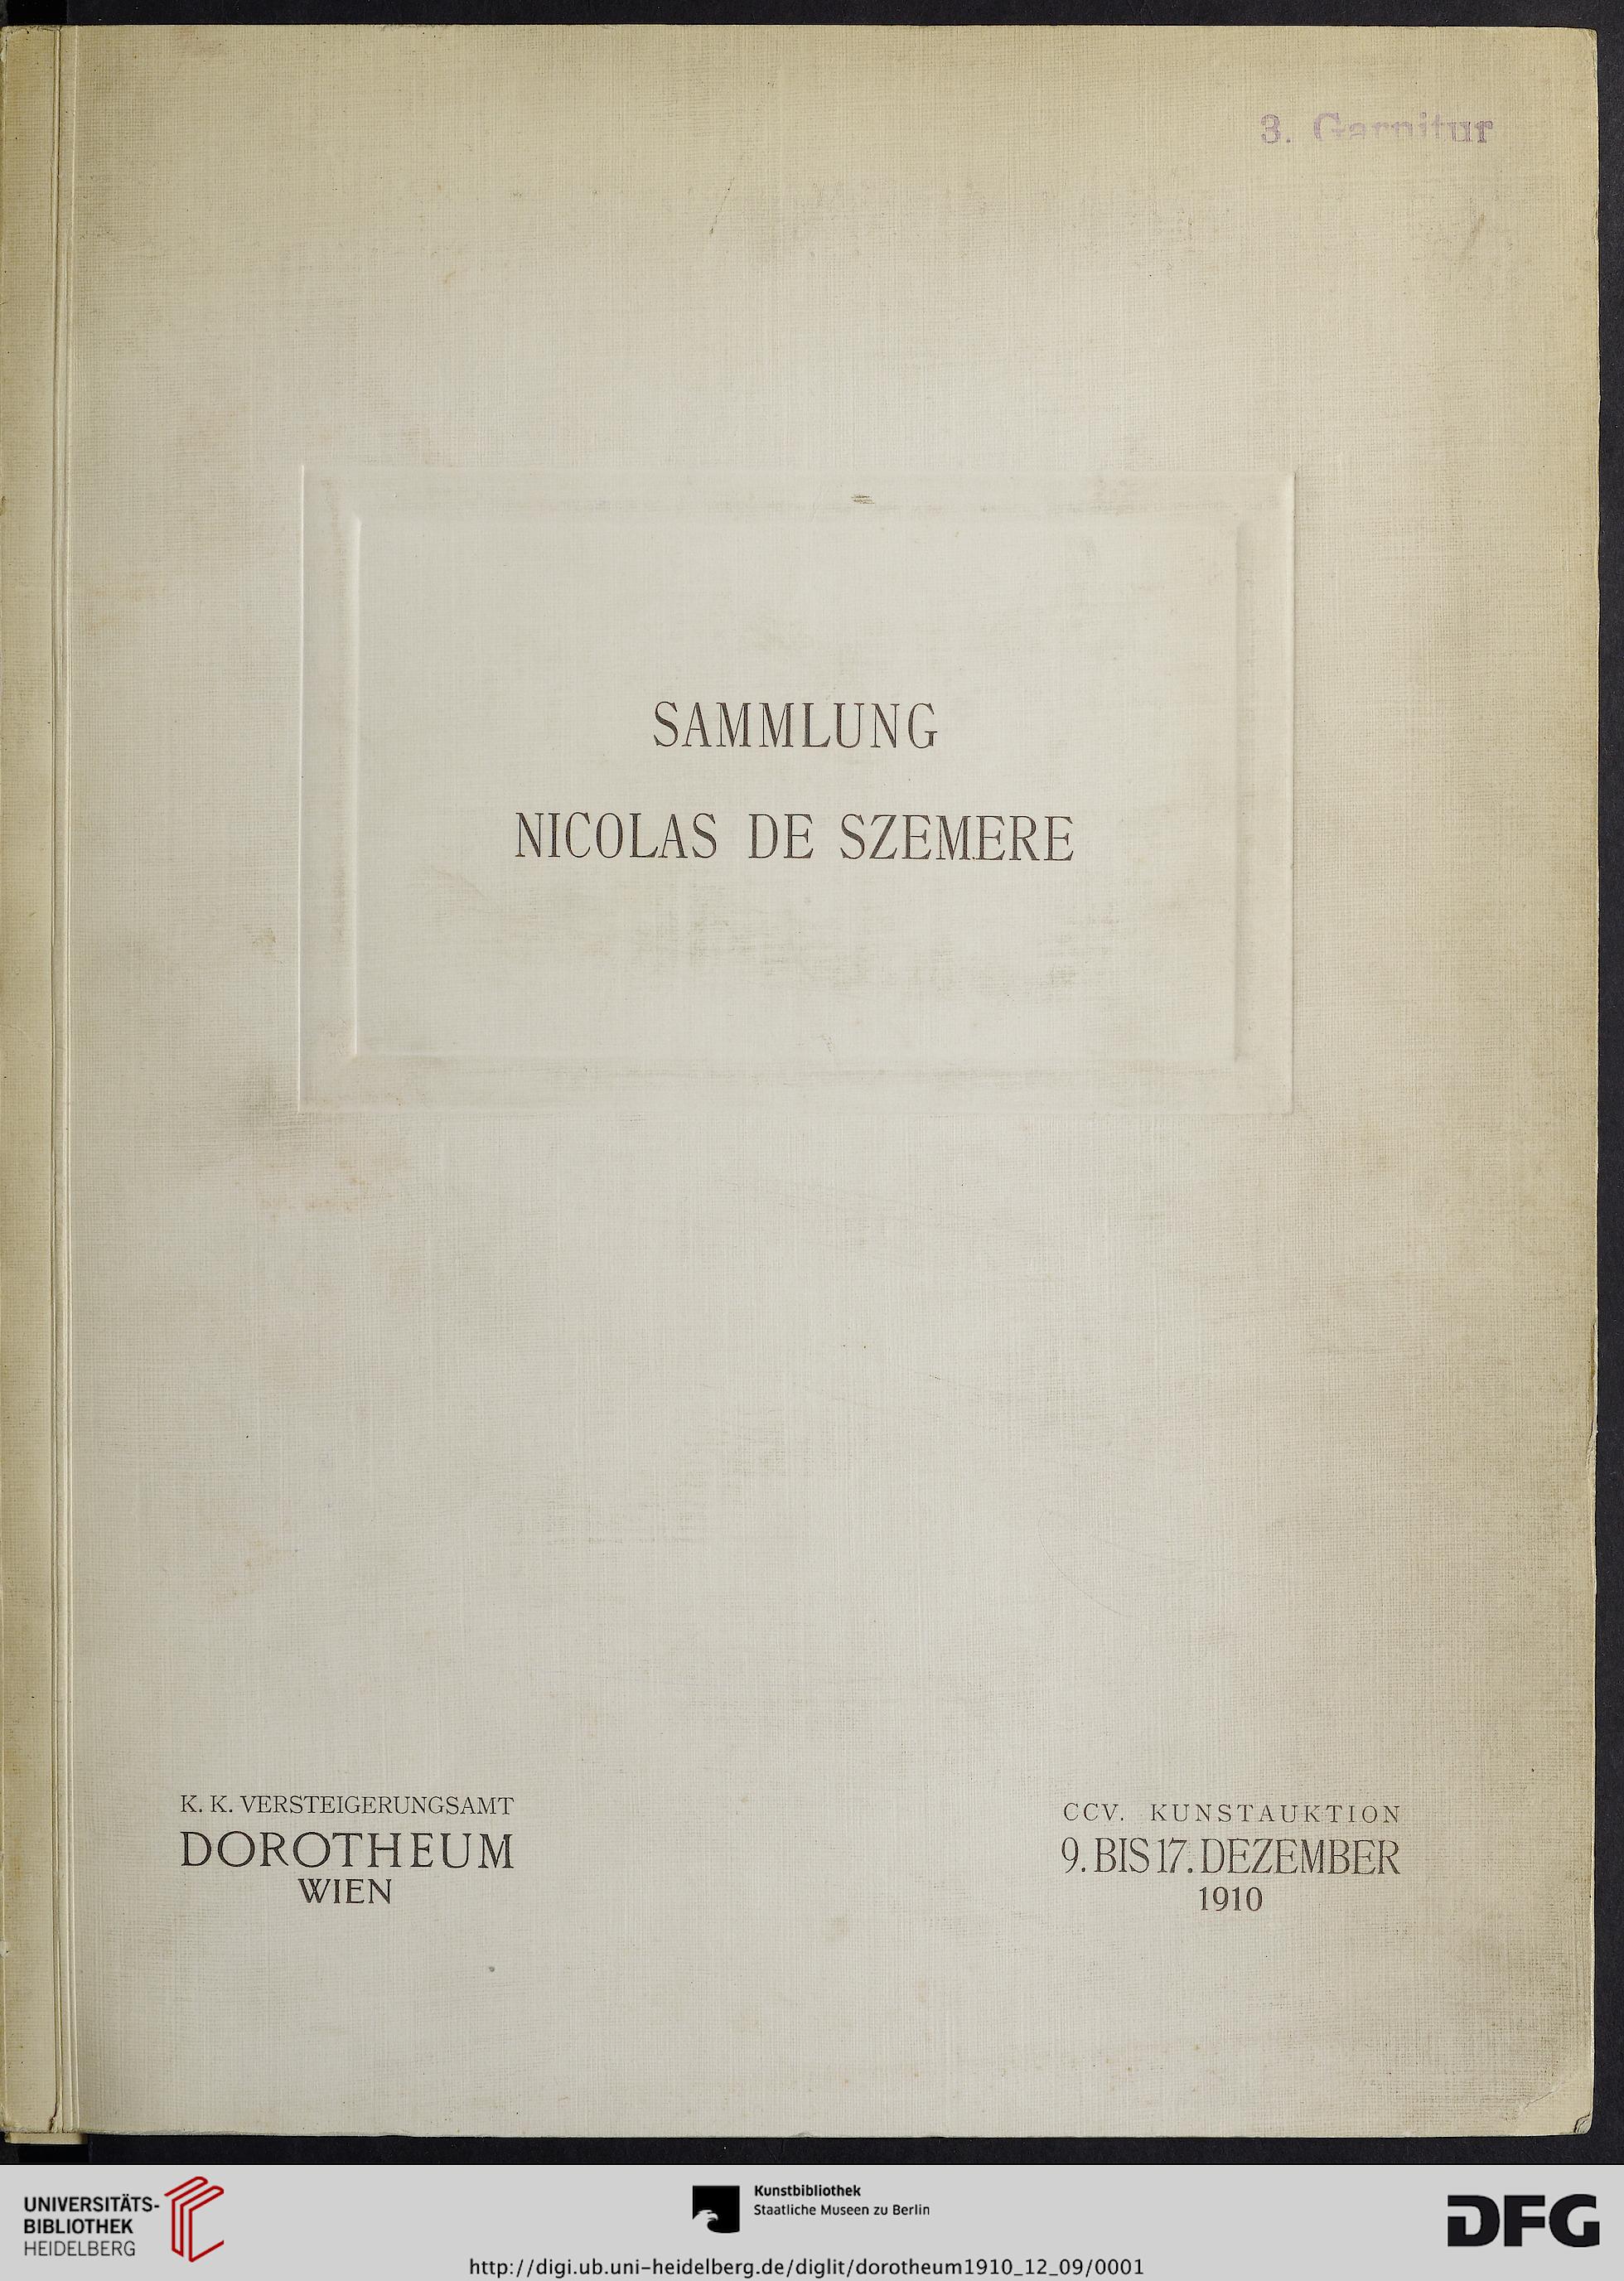 3. Garnitur
SAMMLUNG
NICOLAS DE SZEMERE
K. K. VERSTEIGERUNGSAMT
DOROTHEUM
WIEN
CCV. KUNSTAUKTION
9. BIS 17. DEZEMBER
1910
UNIVERSITÄTS-
BIBLIOTHEK
HEIDELBERG
Kunstbibliothek
Staatliche Museen zu Berlin
DFG
http://digi.ub.uni-heidelberg.de/diglit/dorotheum1910_12_09/0001